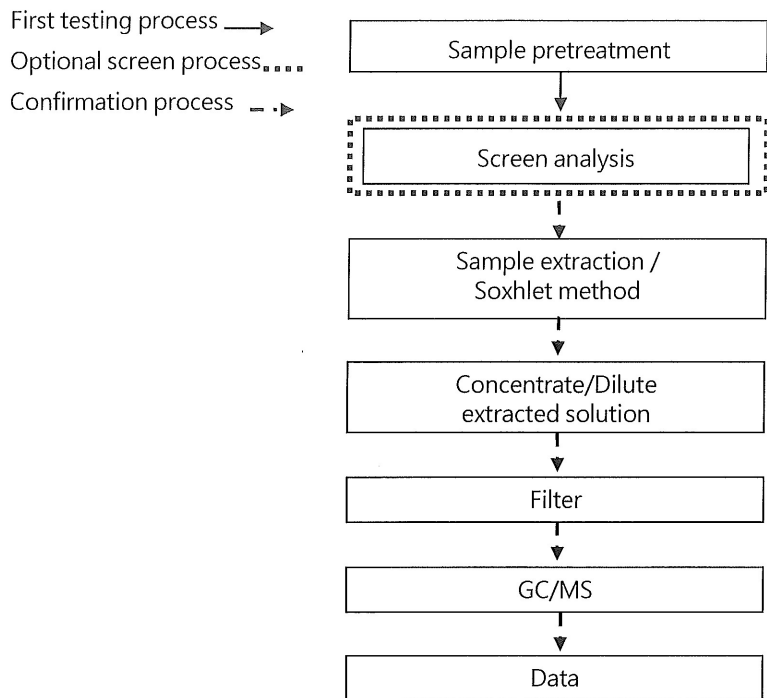 First testing process
Optional screen process
Confirmation process
Sample pretreatment
Screen analysis
Sample extraction /
Soxhlet method
Concentrate/Dilute
extracted solution
Filter
GC/MS
Data